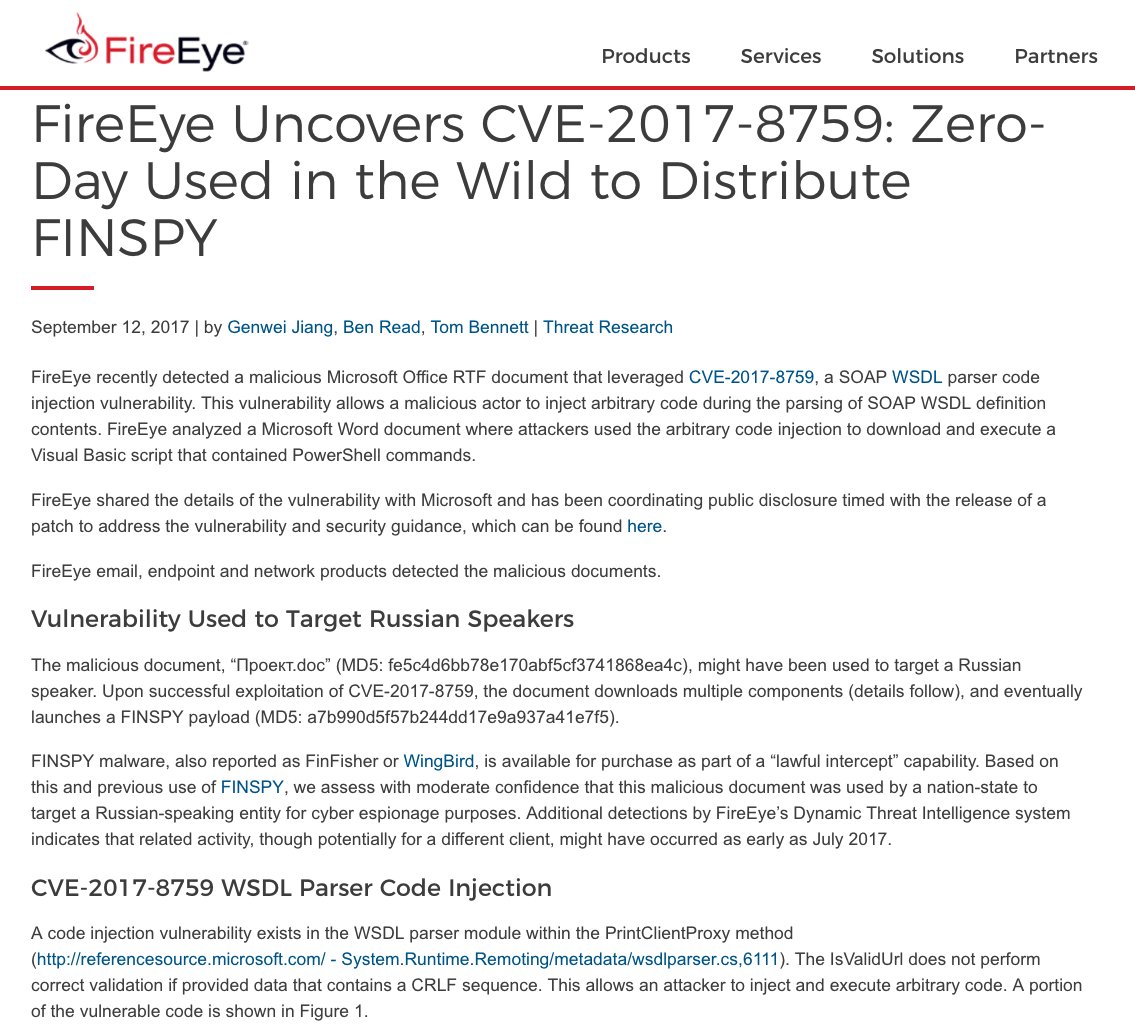 FireEye
Products Services Solutions Partners
FireEye Uncovers CVE-2017-8759: Zero-
Day Used in the Wild to Distribute
FINSPY
September 12, 2017 | by Genwei Jiang, Ben Read, Tom Bennett | Threat Research
FireEye recently detected a malicious Microsoft Office RTF document that leveraged CVE-2017-8759, a SOAP WSDL parser code
injection vulnerability. This vulnerability allows a malicious actor to inject arbitrary code during the parsing of SOAP WSDL definition
contents. FireEye analyzed a Microsoft Word document where attackers used the arbitrary code injection to download and execute a
Visual Basic script that contained PowerShell commands.
FireEye shared the details of the vulnerability with Microsoft and has been coordinating public disclosure timed with the release of a
patch to address the vulnerability and security guidance, which can be found here.
FireEye email, endpoint and network products detected the malicious documents.
Vulnerability Used to Target Russian Speakers
The malicious document, “Проект.doc” (MD5: fe5c4d6bb78e170abf5cf3741868ea4c), might have been used to target a Russian
speaker. Upon successful exploitation of CVE-2017-8759, the document downloads multiple components (details follow), and eventually
launches a FINSPY payload (MD5: a7b990d5f57b244dd17e9a937a41e7f5).
FINSPY malware, also reported as FinFisher or WingBird, is available for purchase as part of a “lawful intercept” capability. Based on
this and previous use of FINSPY, we assess with moderate confidence that this malicious document was used by a nation-state to
target a Russian-speaking entity for cyber espionage purposes. Additional detections by FireEye’s Dynamic Threat Intelligence system
indicates that related activity, though potentially for a different client, might have occurred as early as July 2017.
CVE-2017-8759 WSDL Parser Code Injection
A code injection vulnerability exists in the WSDL parser module within the PrintClientProxy method
(http://referencesource.microsoft.com/ - System.Runtime.Remoting/metadata/wsdlparser.cs,6111). The IsValidUrl does not perform
correct validation if provided data that contains a CRLF sequence. This allows an attacker to inject and execute arbitrary code. A portion
of the vulnerable code is shown in Figure 1.